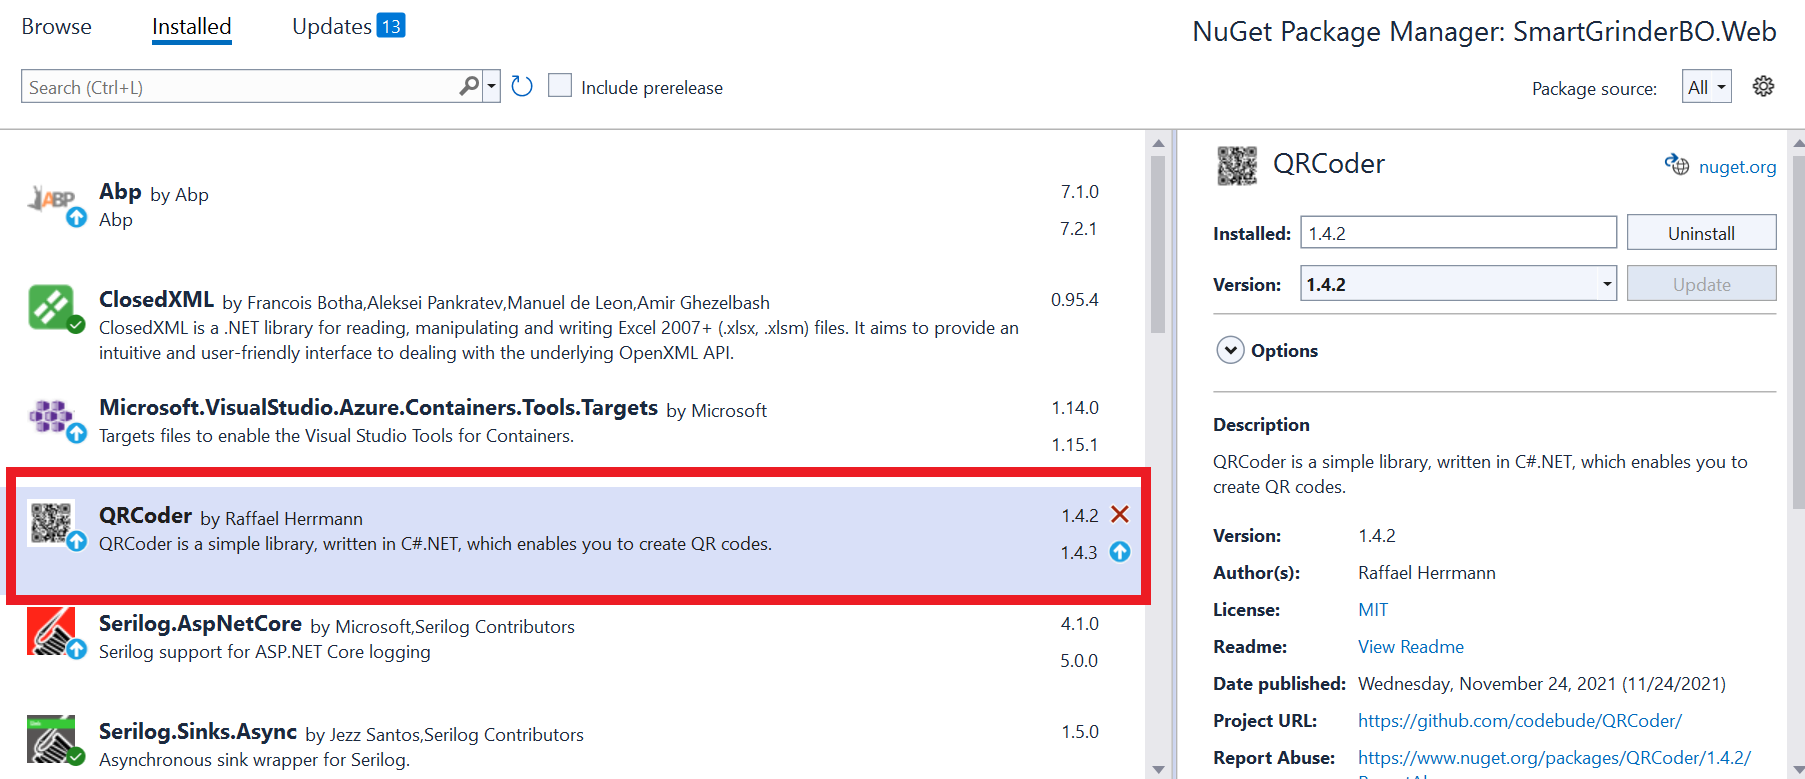 Browse
Installed
Updates 13
NuGet Package Manager: SmartGrinderBO.Web
Search (Ctrl+L)
Include prerelease
Package source:
All
ABP
Abp by Abp
7.1.0
Abp
7.2.1
ClosedXML by Francois Botha,Aleksei Pankratev,Manuel de Leon,Amir Ghezelbash
0.95.4
ClosedXML is a .NET library for reading, manipulating and writing Excel 2007+ (.xlsx, .xlsm) files. It aims to provide an
intuitive and user-friendly interface to dealing with the underlying OpenXML API.
Microsoft.VisualStudio.Azure.Containers.Tools.Targets by Microsoft
1.14.0
Targets files to enable the Visual Studio Tools for Containers.
1.15.1
QRCoder by Raffael Herrmann
1.4.2
QRCoder is a simple library, written in C#.NET, which enables you to create QR codes.
1.4.3
Serilog.AspNetCore by Microsoft,Serilog Contributors
4.1.0
Serilog support for ASP.NET Core logging
5.0.0
Serilog.Sinks.Async by Jezz Santos,Serilog Contributors
1.5.0
Asynchronous sink wrapper for Serilog.
QRCoder
nuget.org
Installed: 1.4.2
Uninstall
Version: 1.4.2
Update
Options
Description
QRCoder is a simple library, written in C#.NET, which enables you to
create QR codes.
Version: 1.4.2
Author(s): Raffael Herrmann
License: MIT
Readme: View Readme
Date published: Wednesday, November 24, 2021 (11/24/2021)
Project URL: https://github.com/codebude/QRCoder/
Report Abuse: https://www.nuget.org/packages/QRCoder/1.4.2/